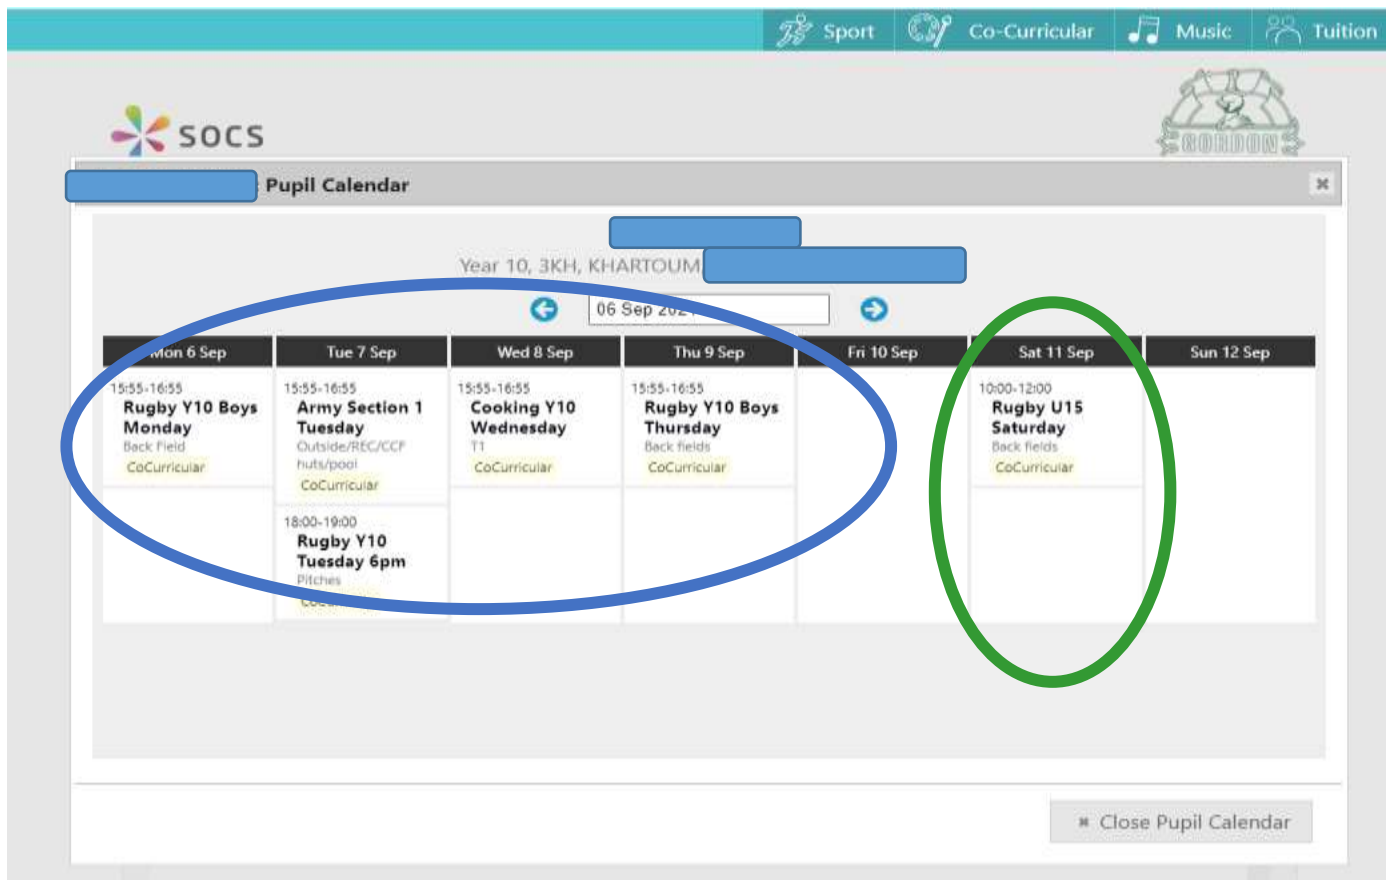 Sport Co-Curricular Music Tuition
socs
GORDON
Pupil Calendar
Year 10, 3KH, KHARTOUM,
06 Sep
Mon 6 Sep Tue 7 Sep Wed 8 Sep Thu 9 Sep Fri 10 Sep Sat 11 Sep Sun 12 Sep
15:55-16:55
Rugby Y10 Boys
Monday
Back Field
CoCurricular
15:55-16:55
Army Section 1
Tuesday
Outside/REC/CCF
huts/pool
CoCurricular
18:00-19:00
Rugby Y10
Tuesday 6pm
Pitches
15:55-16:55
Cooking Y10
Wednesday
T1
CoCurricular
15:55-16:55
Rugby Y10 Boys
Thursday
Back fields
CoCurricular
10:00-12:00
Rugby U15
Saturday
Back fields
CoCurricular
Close Pupil Calendar